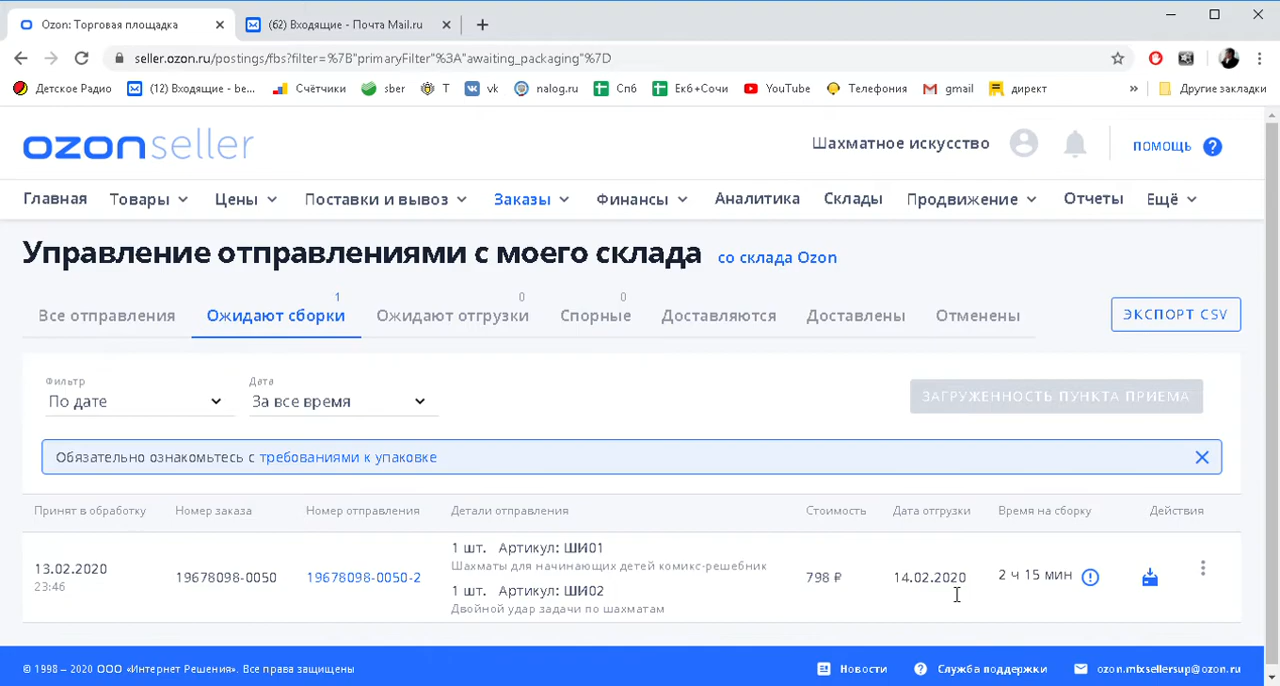 Ozon: Торговая площадка
(62) Входящие - Почта Mail.ru
seller.ozon.ru/postings/fbs?filter=%7B"primaryFilter"%3A"awaiting_packaging"%7D
Детское Радио (12) Входящие - be... Счётчики sber T vk nalog.ru Спб Екб+Сочи YouTube Телефония gmail директ » Другие закладки
ozon seller
Шахматное искусство
ПОМОЩЬ ?
Главная Товары Цены Поставки и вывоз Заказы Финансы Аналитика Склады Продвижение Отчеты Ещё
Управление отправлениями с моего склада со склада Ozon
1 0 0
Все отправления Ожидают сборки Ожидают отгрузки Спорные Доставляются Доставлены Отменены
ЭКСПОРТ CSV
Фильтр Дата
По дате За все время
ЗАГРУЖЕННОСТЬ ПУНКТА ПРИЕМА
Обязательно ознакомьтесь с требованиями к упаковке
Принят в обработку Номер заказа Номер отправления Детали отправления Стоимость Дата отгрузки Время на сборку Действия
13.02.2020
23:46
19678098-0050
19678098-0050-2
1 шт. Артикул: ШИ01
Шахматы для начинающих детей комикс-решебник
1 шт. Артикул: ШИ02
Двойной удар задачи по шахматам
798 ₽
14.02.2020
2 ч 15 мин
© 1998 – 2020 ООО «Интернет Решения». Все права защищены
Новости
Служба поддержки
ozon.mixsellersup@ozon.ru